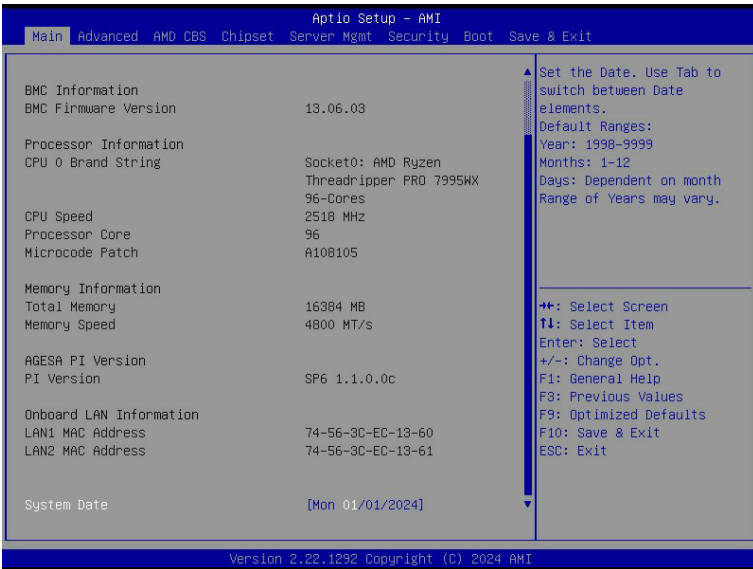 Aptio Setup – AMI
Main Advanced AMD CBS Chipset Server Mgmt Security Boot Save & Exit
BMC Information
BMC Firmware Version 13.06.03
Processor Information
CPU 0 Brand String Socket0: AMD Ryzen
Threadripper PRO 7995WX
96-Cores
CPU Speed 2518 MHz
Processor Core 96
Microcode Patch A108105
Memory Information
Total Memory 16384 MB
Memory Speed 4800 MT/s
AGESA PI Version
PI Version SP6 1.1.0.0c
Onboard LAN Information
LAN1 MAC Address 74-56-3C-EC-13-60
LAN2 MAC Address 74-56-3C-EC-13-61
System Date [Mon 01/01/2024]
Set the Date. Use Tab to
switch between Date
elements.
Default Ranges:
Year: 1998-9999
Months: 1-12
Days: Dependent on month
Range of Years may vary.
→←: Select Screen
↑↓: Select Item
Enter: Select
+/-: Change Opt.
F1: General Help
F3: Previous Values
F9: Optimized Defaults
F10: Save & Exit
ESC: Exit
Version 2.22.1292 Copyright (C) 2024 AMI